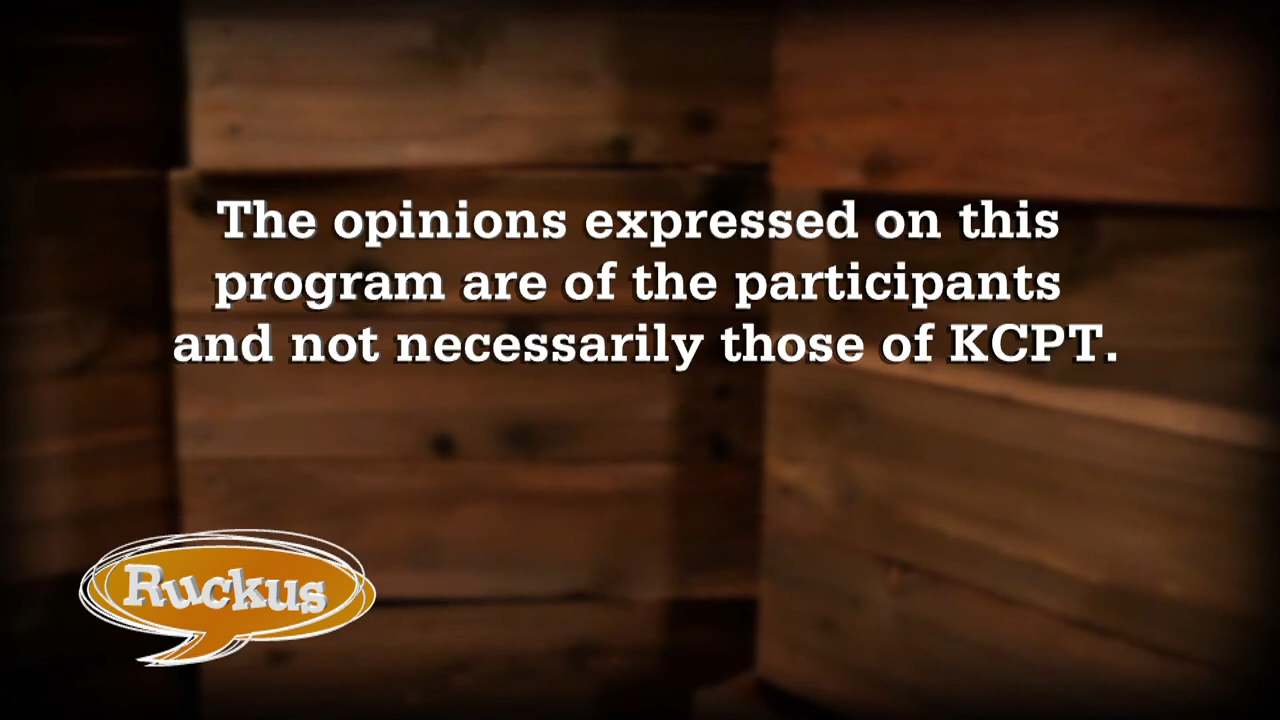 The opinions expressed on this
program are of the participants
and not necessarily those of KCPT.
Ruckus